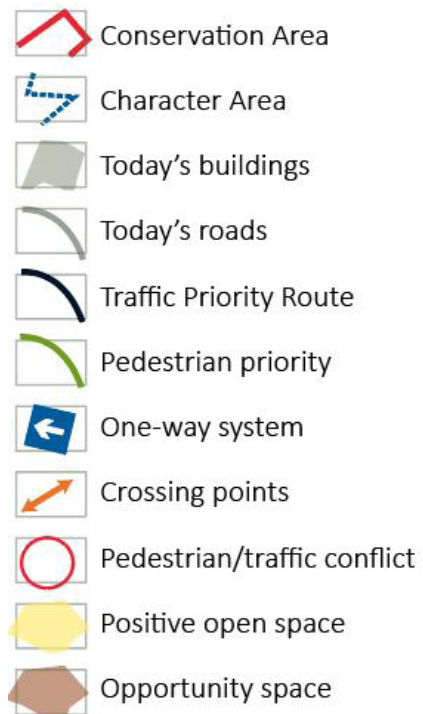 Conservation Area
Character Area
Today’s buildings
Today’s roads
Traffic Priority Route
Pedestrian priority
One-way system
Crossing points
Pedestrian/traffic conflict
Positive open space
Opportunity space